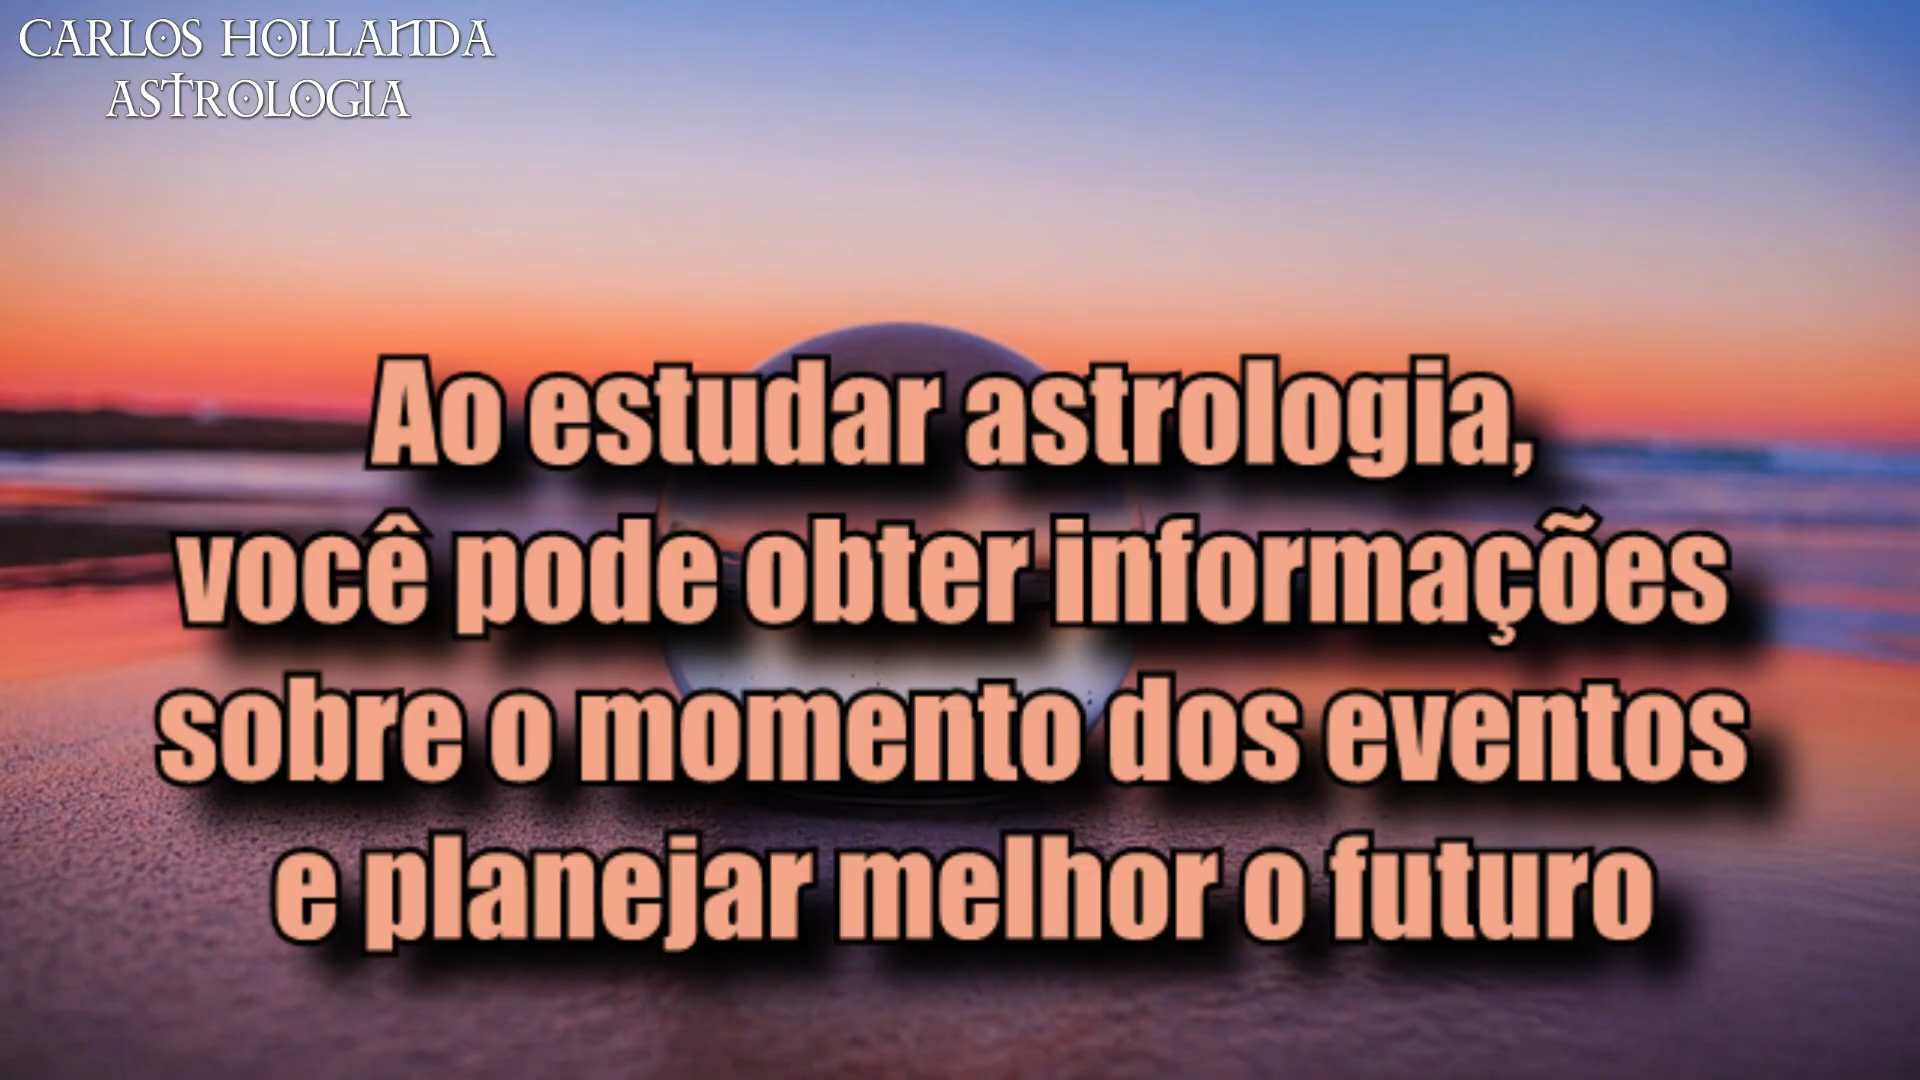 CARLOS HOLLANDA
ASTROLOGIA
Ao estudar astrologia,
você pode obter informações
sobre o momento dos eventos
e planejar melhor o futuro